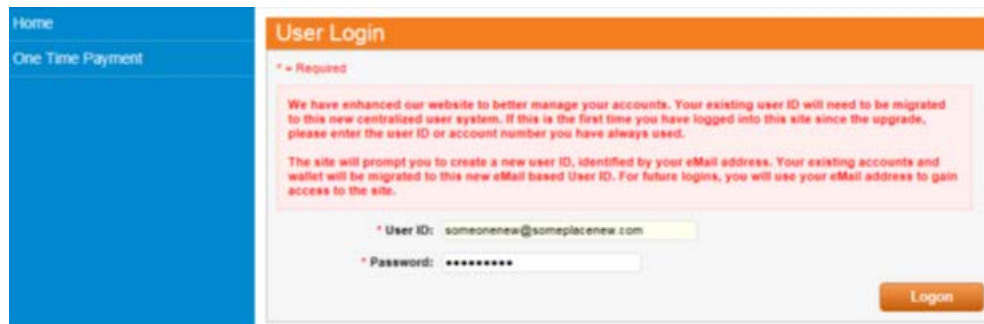 Home
One Time Payment
User Login
* = Required
We have enhanced our website to better manage your accounts. Your existing user ID will need to be migrated
to this new centralized user system. If this is the first time you have logged into this site since the upgrade,
please enter the user ID or account number you have always used.
The site will prompt you to create a new user ID, identified by your eMail address. Your existing accounts and
wallet will be migrated to this new eMail based User ID. For future logins, you will use your eMail address to gain
access to the site.
* User ID: someonenew@someplacenew.com
* Password: •••••••••
Logon